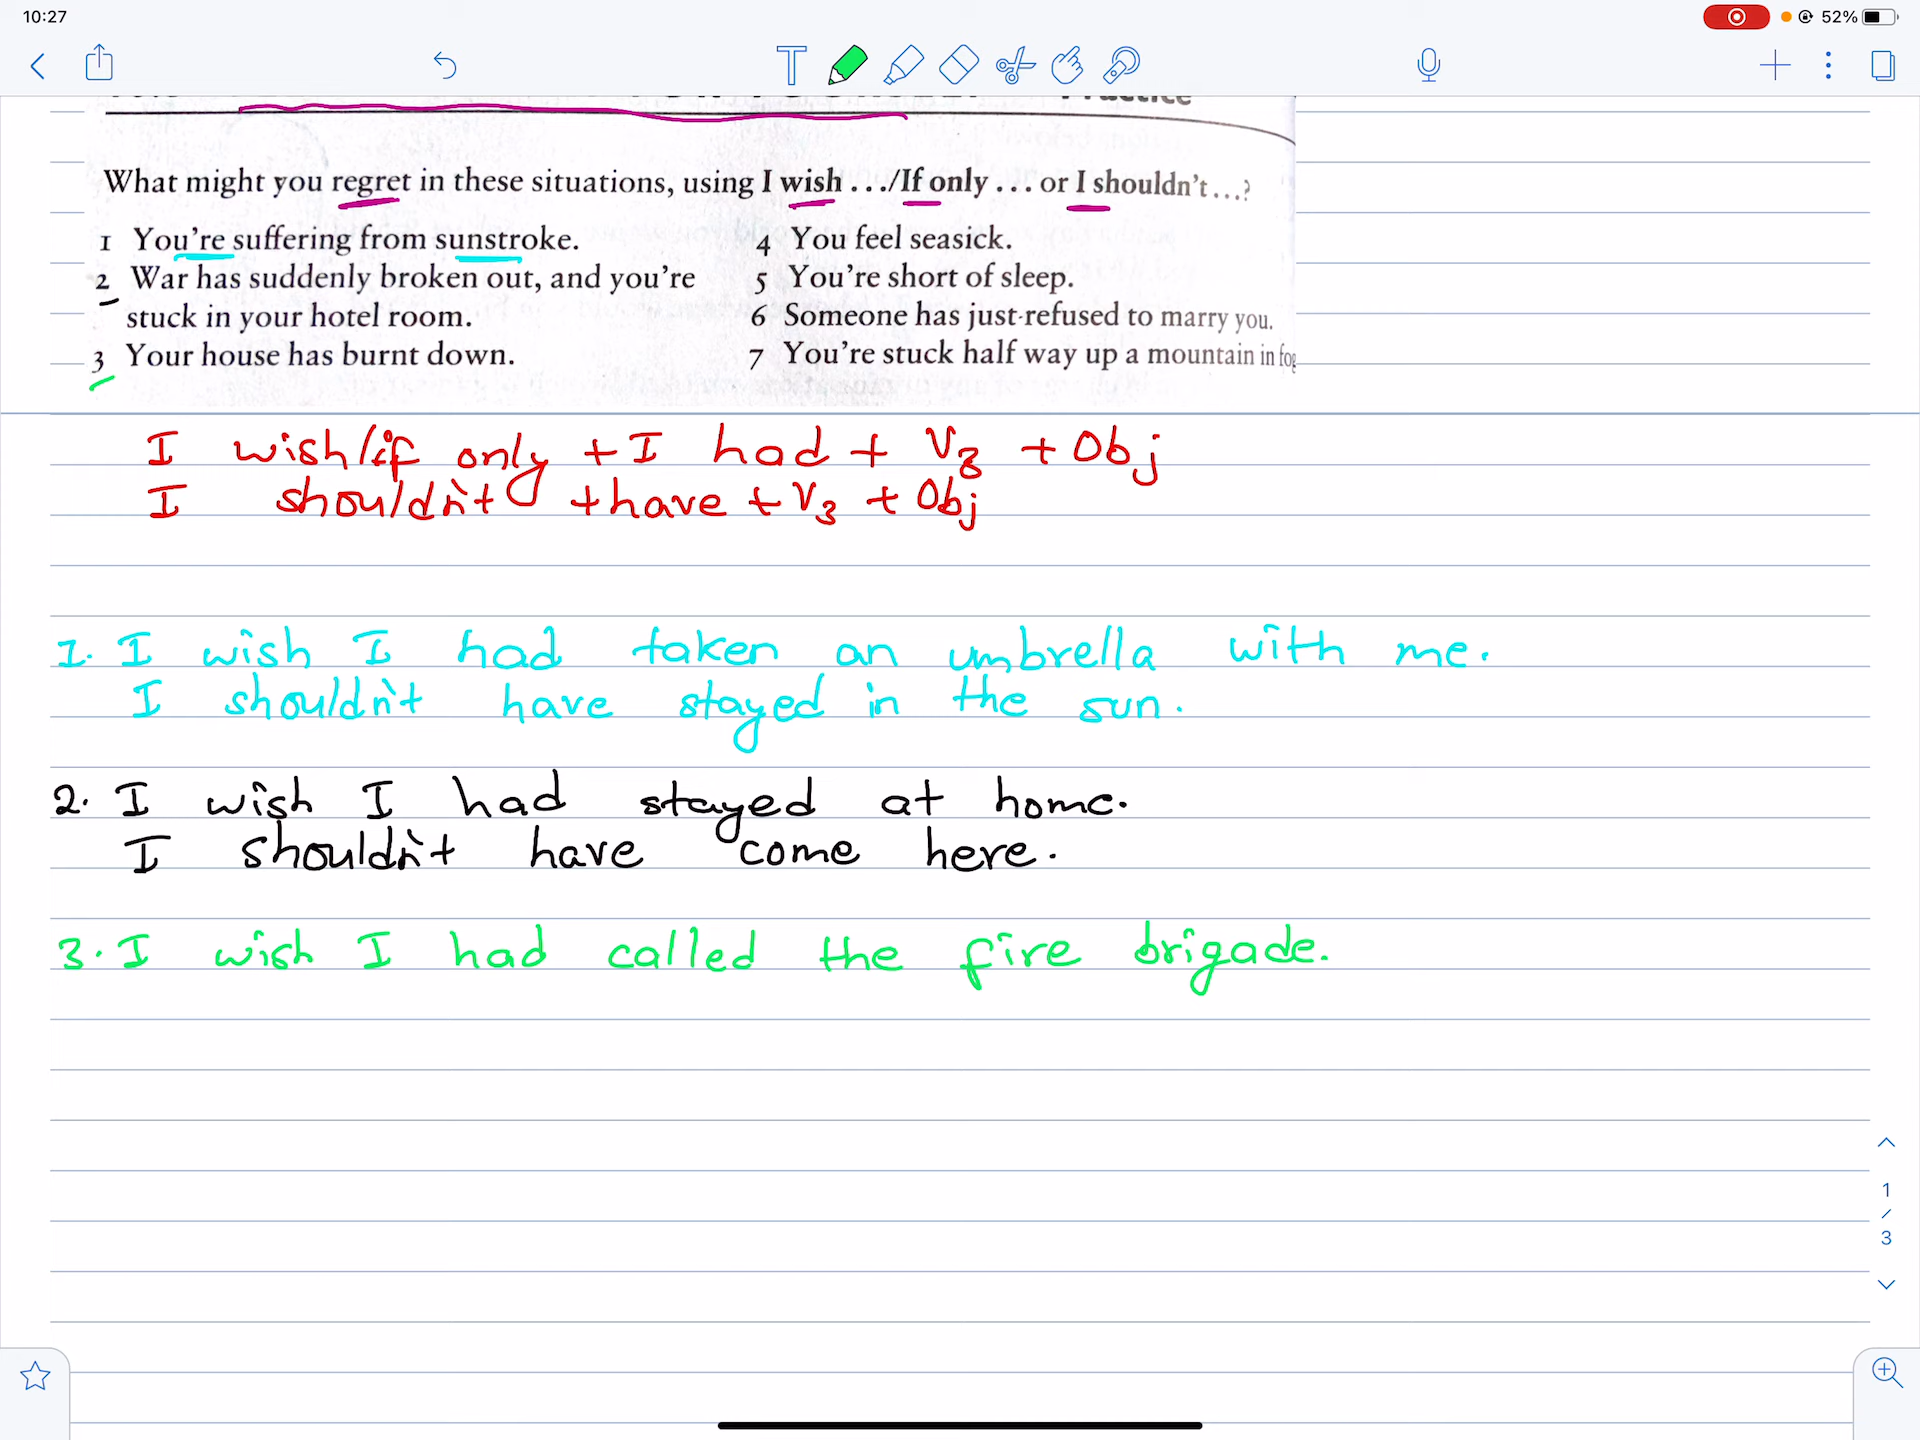 10:27
52%
Practice
What might you regret in these situations, using I wish .../If only ... or I shouldn't ...?
1 You're suffering from sunstroke.
2 War has suddenly broken out, and you're
stuck in your hotel room.
3 Your house has burnt down.
4 You feel seasick.
5 You're short of sleep.
6 Someone has just refused to marry you.
7 You're stuck half way up a mountain in fog
I wish/if only + I had + V3 + Obj
I shouldn't + have + V3 + Obj
1. I wish I had taken an umbrella with me.
I shouldn't have stayed in the sun.
2. I wish I had stayed at home.
I shouldn't have come here.
3. I wish I had called the fire brigade.
1
/
3